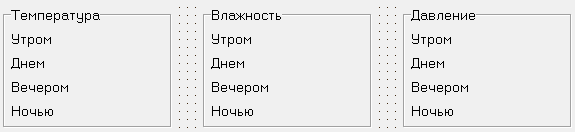 Температура
Утром
Днем
Вечером
Ночью
Влажность
Утром
Днем
Вечером
Ночью
Давление
Утром
Днем
Вечером
Ночью